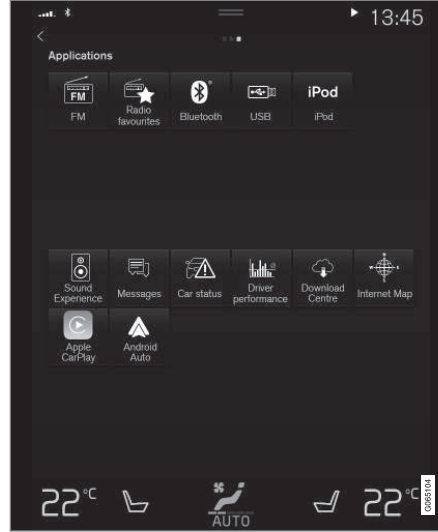 13:45
Applications
FM
iPod
FM
Radio
favourites
Bluetooth
USB
iPod
Sound
Experience
Messages
Car status
Driver
performance
Download
Centre
Internet Map
Apple
CarPlay
Android
Auto
22°C
22°C
AUTO
G065104